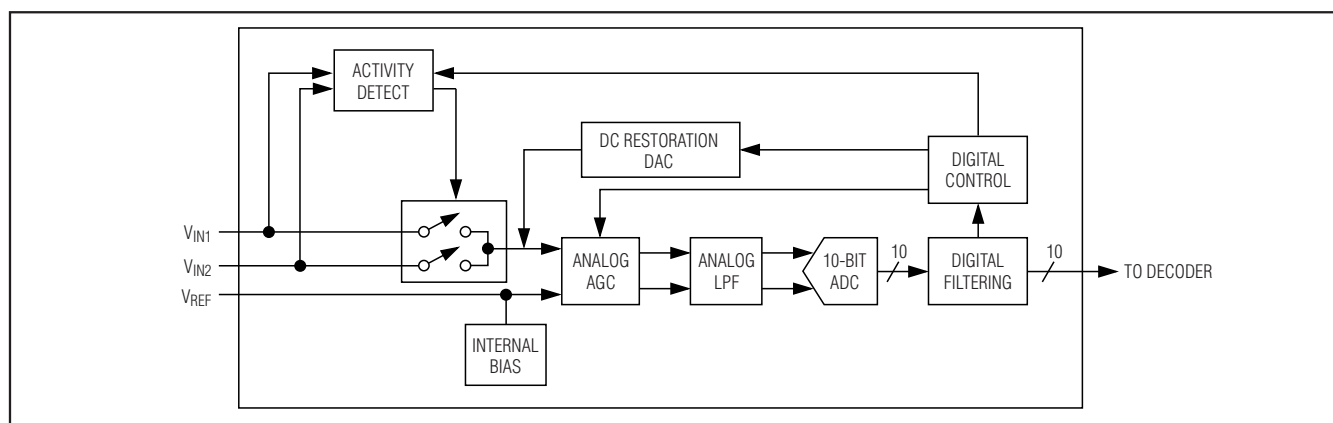 ACTIVITY
DETECT
DC RESTORATION
DAC
DIGITAL
CONTROL
VIN1
VIN2
VREF
ANALOG
AGC
ANALOG
LPF
10-BIT
ADC
10
DIGITAL
FILTERING
10
TO DECODER
INTERNAL
BIAS